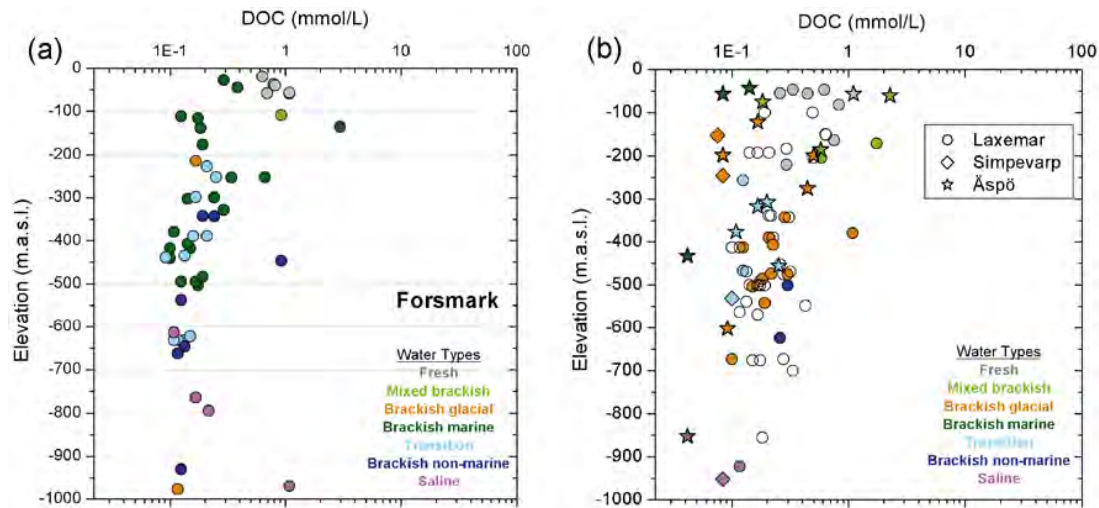 DOC (mmol/L)
(a)
1E-1 1 10 100
0
-100
-200
-300
-400
-500
-600
-700
-800
-900
-1000
Elevation (m.a.s.l.)
Forsmark
Water Types
Fresh
Mixed brackish
Brackish glacial
Brackish marine
Transition
Brackish non-marine
Saline
DOC (mmol/L)
(b)
1E-1 1 10 100
0
-100
-200
-300
-400
-500
-600
-700
-800
-900
-1000
Elevation (m.a.s.l.)
Laxemar
Simpevarp
Äspö
Water Types
Fresh
Mixed brackish
Brackish glacial
Brackish marine
Transition
Brackish non-marine
Saline